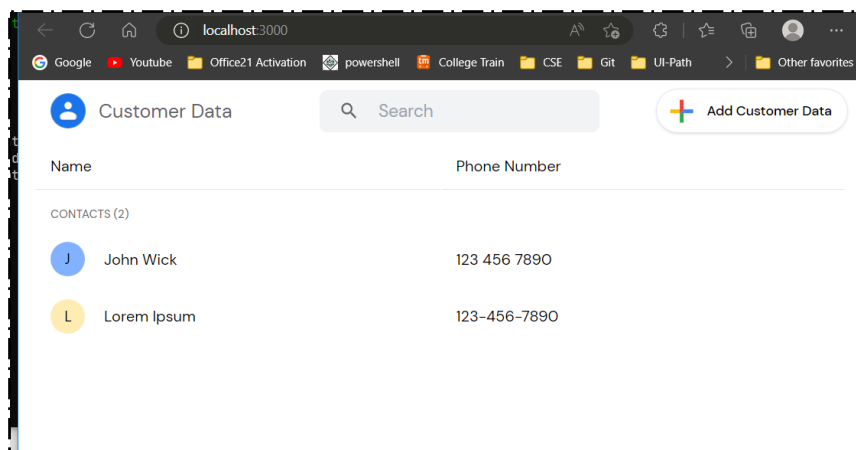 localhost:3000
Google Youtube Office21 Activation powershell College Train CSE Git UI-Path Other favorites
Customer Data Search Add Customer Data
Name Phone Number
CONTACTS (2)
J John Wick 123 456 7890
L Lorem Ipsum 123-456-7890